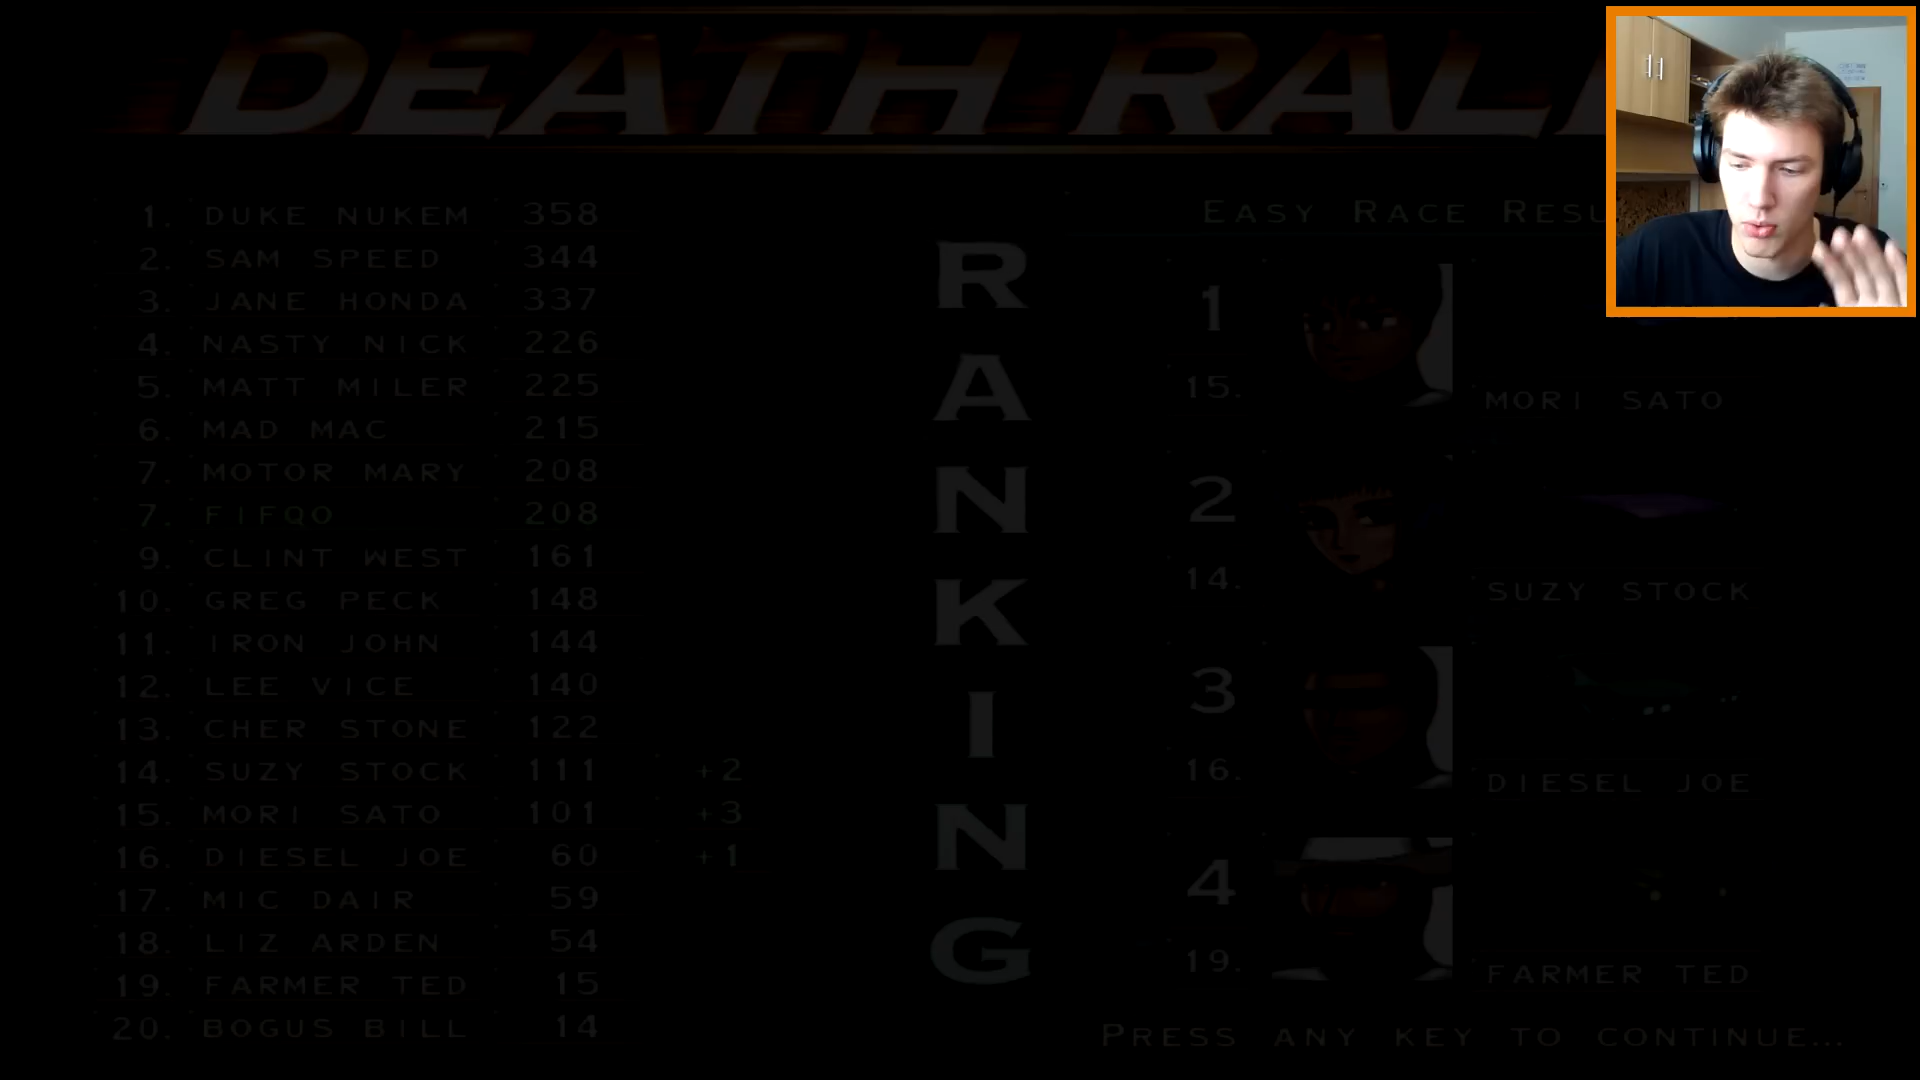 DEATH RALL
1. DUKE NUKEM 358
2. SAM SPEED 344
3. JANE HONDA 337
4. NASTY NICK 226
5. MATT MILER 225
6. MAD MAC 215
7. MOTOR MARY 208
7. FIFQO 208
9. CLINT WEST 161
10. GREG PECK 148
11. IRON JOHN 144
12. LEE VICE 140
13. CHER STONE 122
14. SUZY STOCK 111 +2
15. MORI SATO 101 +3
16. DIESEL JOE 60 +1
17. MIC DAIR 59
18. LIZ ARDEN 54
19. FARMER TED 15
20. BOGUS BILL 14
RANKING
EASY RACE RESU
1
15. MORI SATO
2
14. SUZY STOCK
3
16. DIESEL JOE
4
19. FARMER TED
PRESS ANY KEY TO CONTINUE...